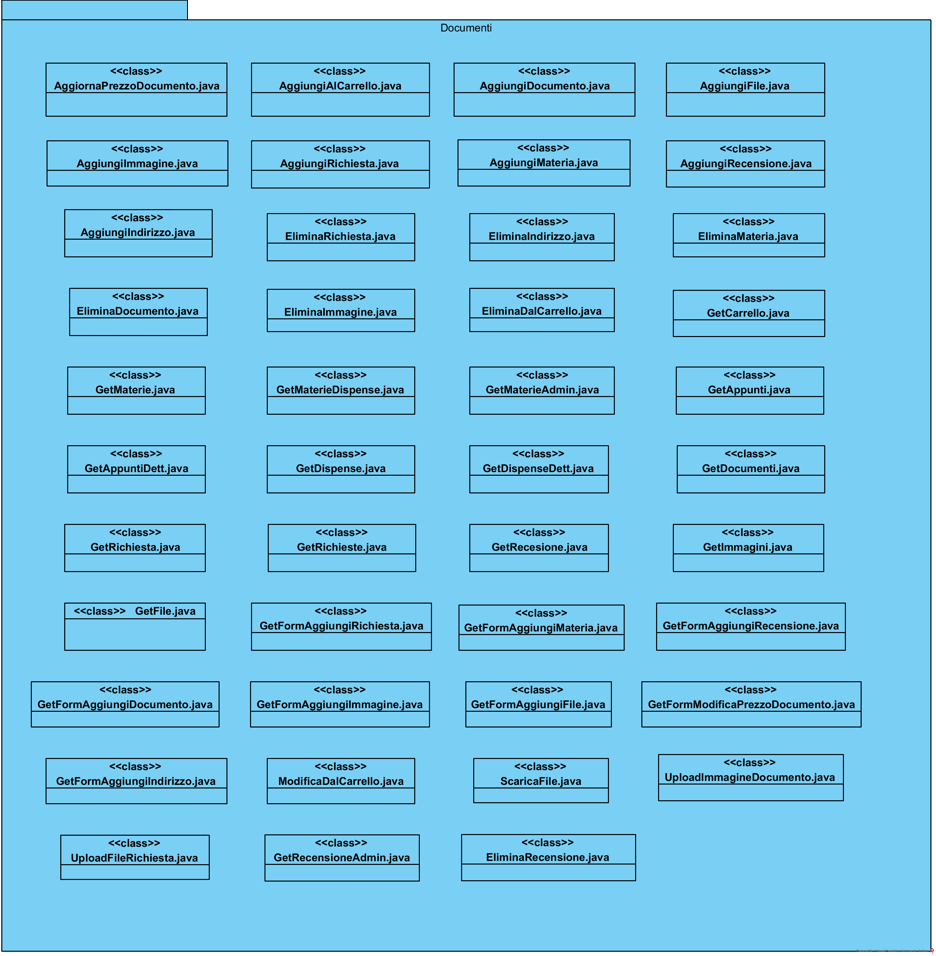 Documenti
<<class>>
AggiornaPrezzoDocumento.java
<<class>>
AggiungiAlCarrello.java
<<class>>
AggiungiDocumento.java
<<class>>
AggiungiFile.java
<<class>>
AggiungiImmagine.java
<<class>>
AggiungiRichiesta.java
<<class>>
AggiungiMateria.java
<<class>>
AggiungiRecensione.java
<<class>>
AggiungiIndirizzo.java
<<class>>
EliminaRichiesta.java
<<class>>
EliminaIndirizzo.java
<<class>>
EliminaMateria.java
<<class>>
EliminaDocumento.java
<<class>>
EliminaImmagine.java
<<class>>
EliminaDalCarrello.java
<<class>>
GetCarrello.java
<<class>>
GetMaterie.java
<<class>>
GetMaterieDispense.java
<<class>>
GetMaterieAdmin.java
<<class>>
GetAppunti.java
<<class>>
GetAppuntiDett.java
<<class>>
GetDispense.java
<<class>>
GetDispenseDett.java
<<class>>
GetDocumenti.java
<<class>>
GetRichiesta.java
<<class>>
GetRichieste.java
<<class>>
GetRecesione.java
<<class>>
GetImmagini.java
<<class>> GetFile.java
<<class>>
GetFormAggiungiRichiesta.java
<<class>>
GetFormAggiungiMateria.java
<<class>>
GetFormAggiungiRecensione.java
<<class>>
GetFormAggiungiDocumento.java
<<class>>
GetFormAggiungiImmagine.java
<<class>>
GetFormAggiungiFile.java
<<class>>
GetFormModificaPrezzoDocumento.java
<<class>>
GetFormAggiungiIndirizzo.java
<<class>>
ModificaDalCarrello.java
<<class>>
ScaricaFile.java
<<class>>
UploadImmagineDocumento.java
<<class>>
UploadFileRichiesta.java
<<class>>
GetRecensioneAdmin.java
<<class>>
EliminaRecensione.java